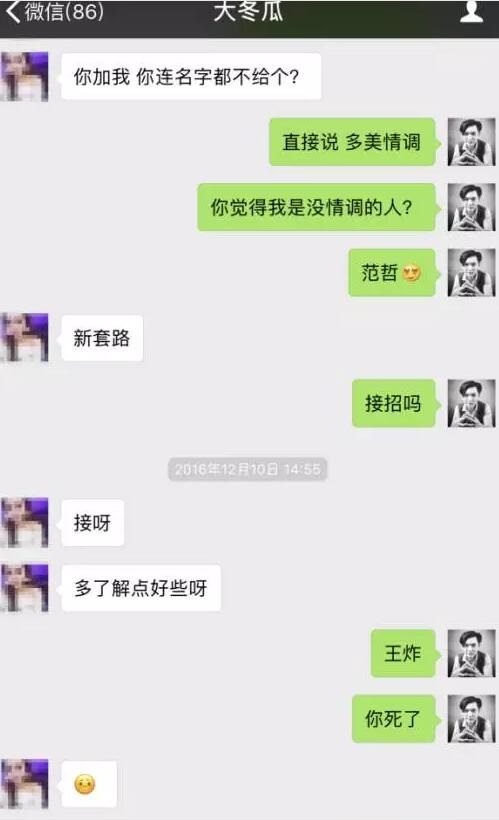 微信(86)
大冬瓜
你加我 你连名字都不给个?
直接说 多美情调
你觉得我是没情调的人?
范哲😍
新套路
接招吗
2016年12月10日 14:55
接呀
多了解点好些呀
王炸
你死了